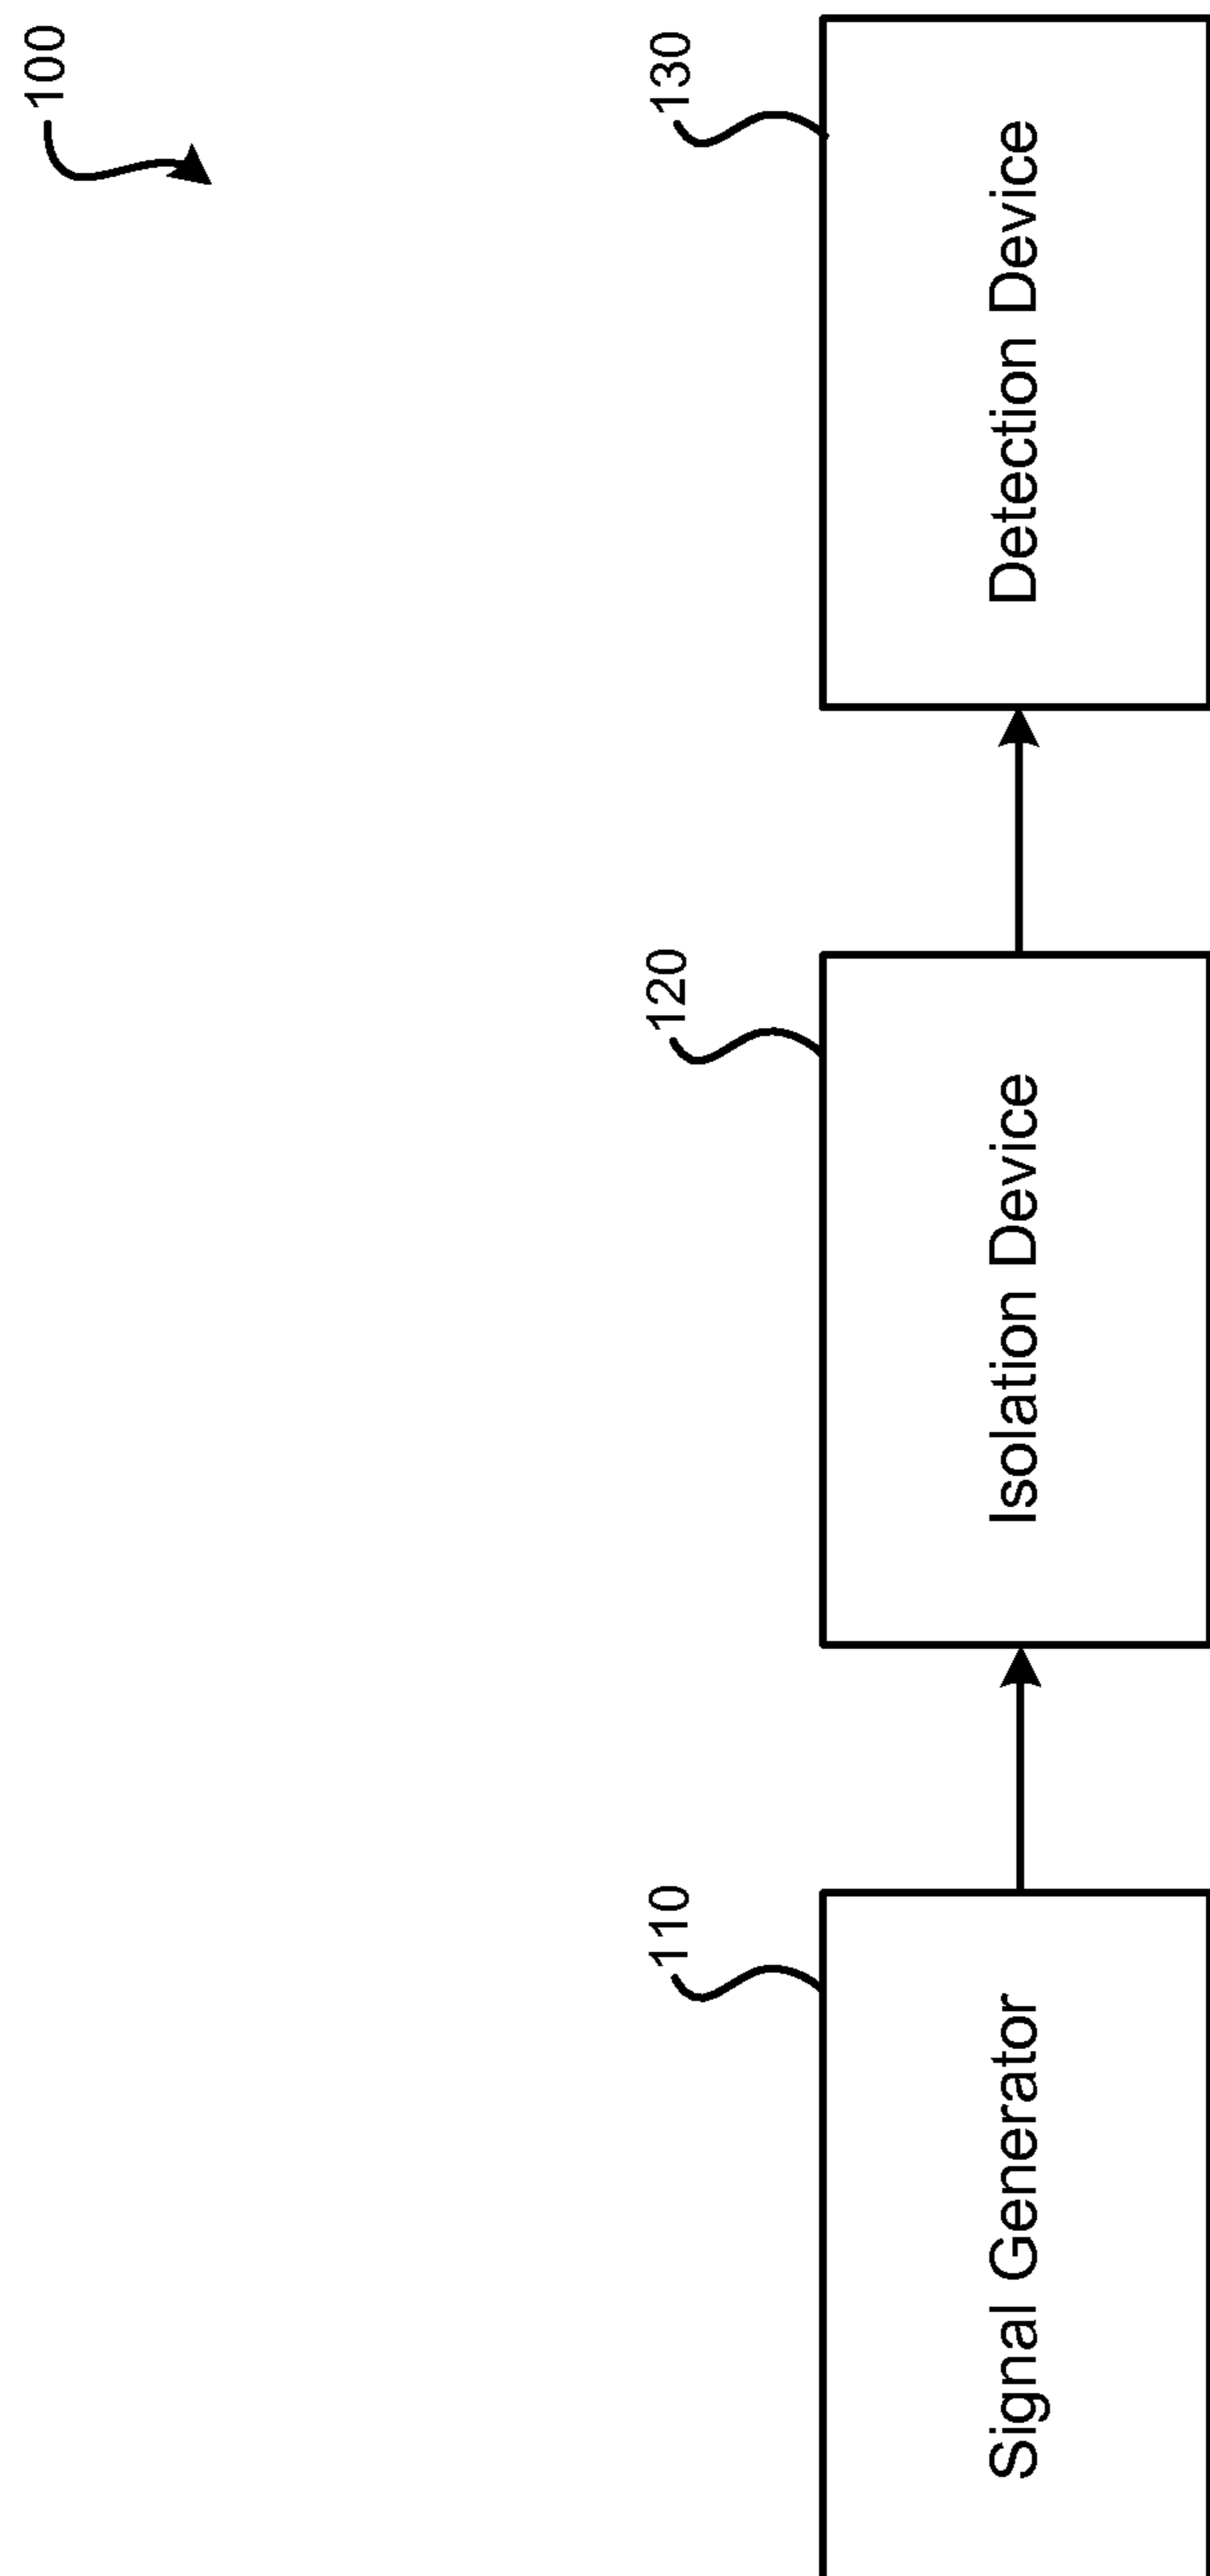 100
110
120
130
Signal Generator
Isolation Device
Detection Device